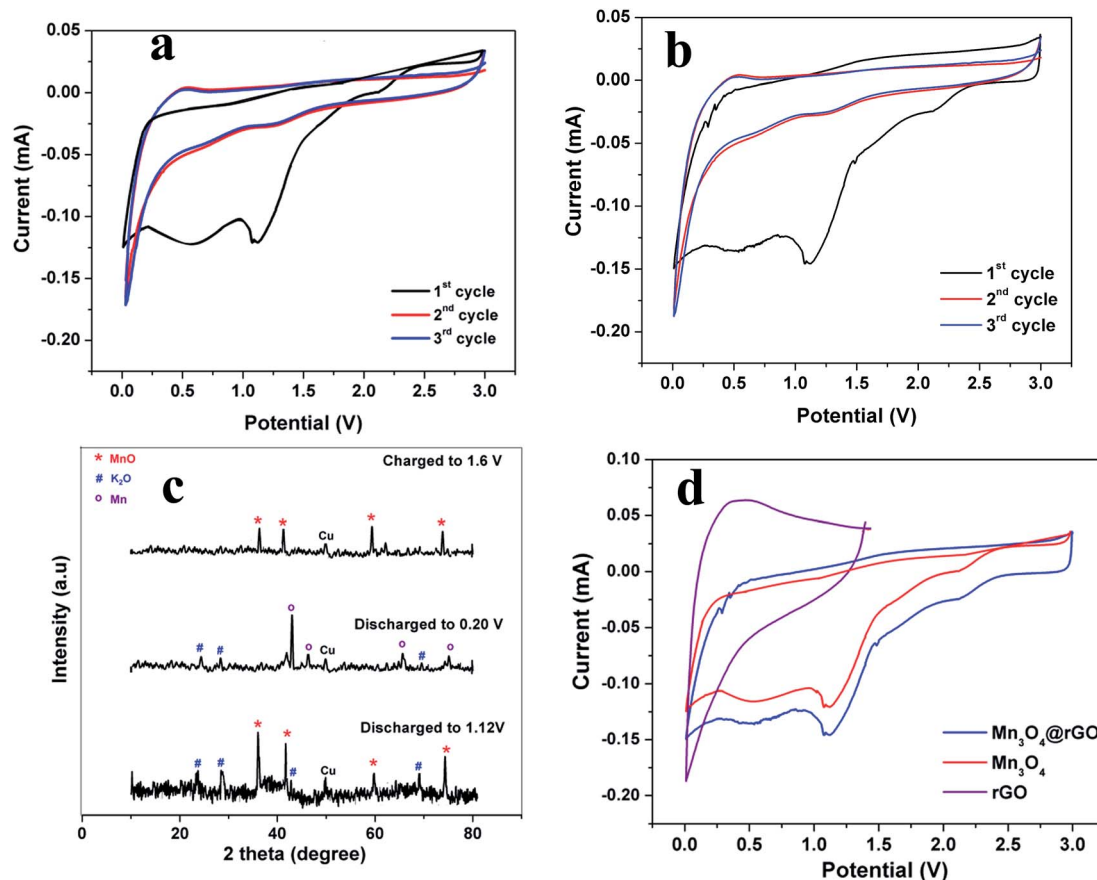 a
0.05
0.00
-0.05
-0.10
-0.15
-0.20
Current (mA)
1st cycle
2nd cycle
3rd cycle
0.0 0.5 1.0 1.5 2.0 2.5 3.0
Potential (V)
b
0.05
0.00
-0.05
-0.10
-0.15
-0.20
Current (mA)
1st cycle
2nd cycle
3rd cycle
0.0 0.5 1.0 1.5 2.0 2.5 3.0
Potential (V)
c
* MnO
# K₂O
o Mn
Charged to 1.6 V
* * Cu * *
Discharged to 0.20 V
# # o o Cu o # o
Discharged to 1.12V
# # * * # Cu * # *
Intensity (a.u)
0 20 40 60 80
2 theta (degree)
d
0.10
0.05
0.00
-0.05
-0.10
-0.15
-0.20
Current (mA)
Mn₃O₄@rGO
Mn₃O₄
rGO
0.0 0.5 1.0 1.5 2.0 2.5 3.0
Potential (V)